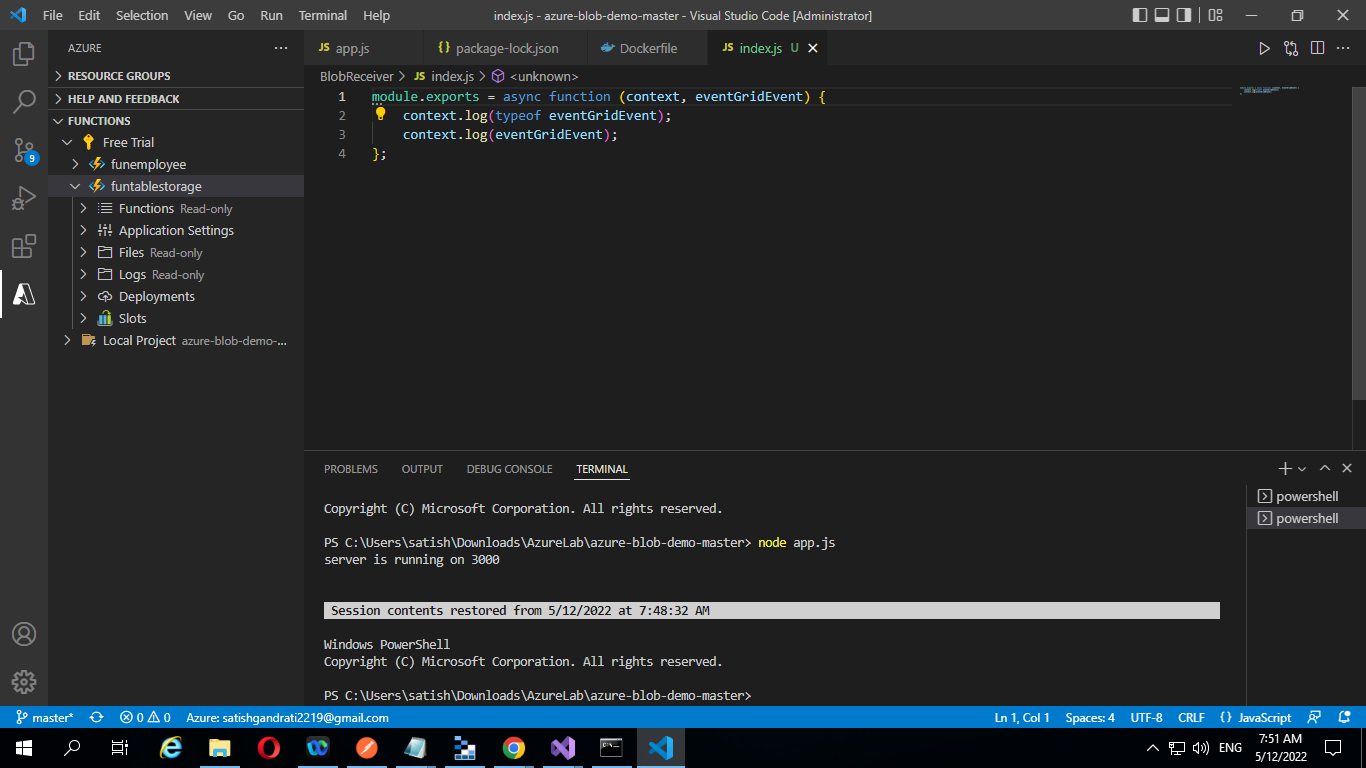 File Edit Selection View Go Run Terminal Help index.js - azure-blob-demo-master - Visual Studio Code [Administrator]
AZURE
RESOURCE GROUPS
HELP AND FEEDBACK
FUNCTIONS
Free Trial
funemployee
funtablestorage
Functions Read-only
Application Settings
Files Read-only
Logs Read-only
Deployments
Slots
Local Project azure-blob-demo-...
9
JS app.js {} package-lock.json Dockerfile JS index.js U
BlobReceiver > JS index.js > <unknown>
1 module.exports = async function (context, eventGridEvent) {
2 context.log(typeof eventGridEvent);
3 context.log(eventGridEvent);
4 };
PROBLEMS OUTPUT DEBUG CONSOLE TERMINAL
powershell
powershell
Copyright (C) Microsoft Corporation. All rights reserved.
PS C:\Users\satish\Downloads\AzureLab\azure-blob-demo-master> node app.js
server is running on 3000
Session contents restored from 5/12/2022 at 7:48:32 AM
Windows PowerShell
Copyright (C) Microsoft Corporation. All rights reserved.
PS C:\Users\satish\Downloads\AzureLab\azure-blob-demo-master>
master* 0 0 Azure: satishgandrati2219@gmail.com Ln 1, Col 1 Spaces: 4 UTF-8 CRLF {} JavaScript
ENG 7:51 AM
5/12/2022